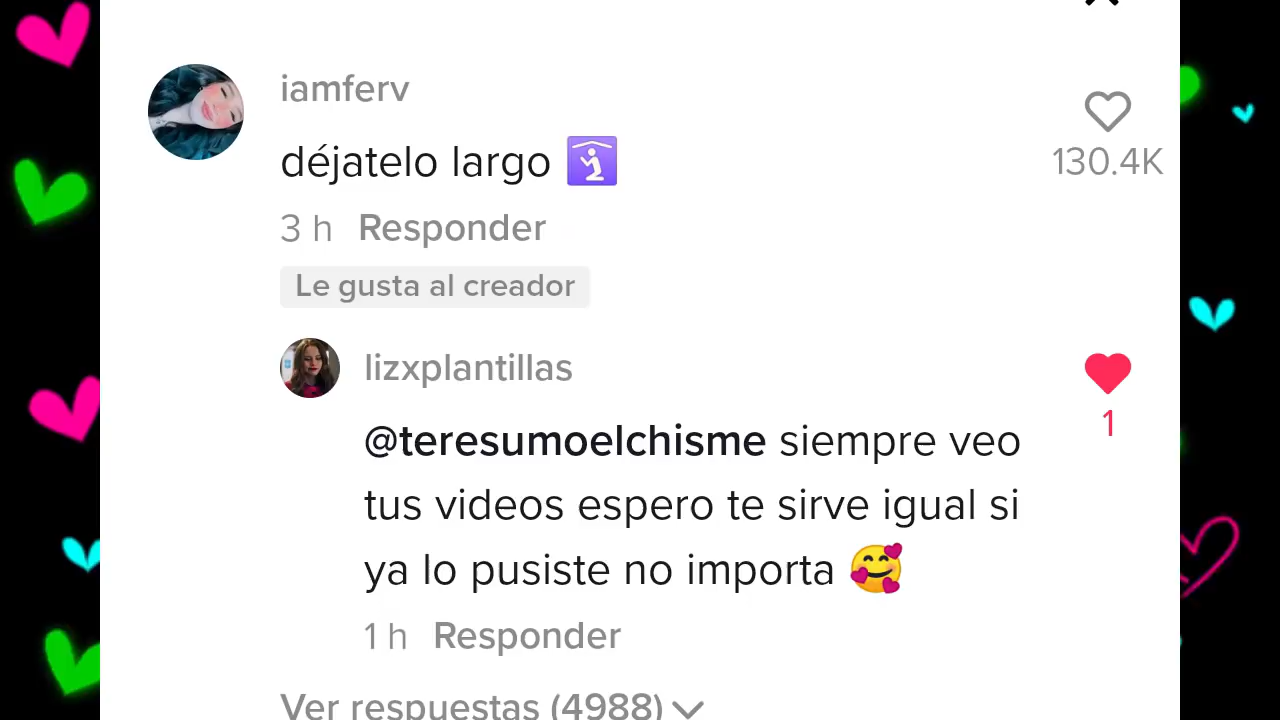 iamferv
déjatelo largo 🛐
130.4K
3 h Responder
Le gusta al creador
lizxplantillas
@teresumoelchisme siempre veo
tus videos espero te sirve igual si
ya lo pusiste no importa 🥰
1
1 h Responder
Ver respuestas (4988)